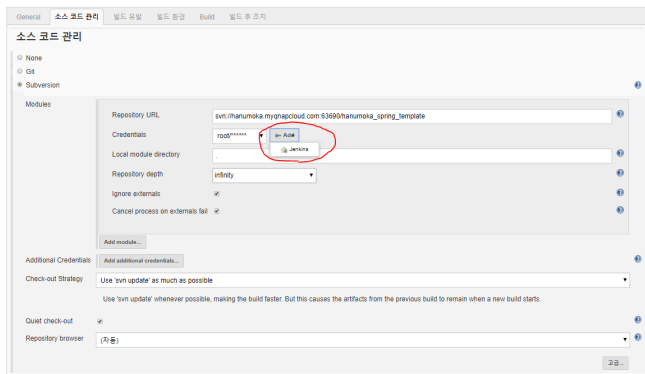 General 소스 코드 관리 빌드 유발 빌드 환경 Build 빌드 후 조치
소스 코드 관리
None
Git
Subversion
Modules
Repository URL svn://hanumoka.myqnapcloud.com:63690/hanumoka_spring_template
Credentials root/****** Add
Jenkins
Local module directory .
Repository depth infinity
Ignore externals
Cancel process on externals fail
Add module...
Additional Credentials Add additional credentials...
Check-out Strategy Use 'svn update' as much as possible
Use 'svn update' whenever possible, making the build faster. But this causes the artifacts from the previous build to remain when a new build starts.
Quiet check-out
Repository browser (자동)
고급...